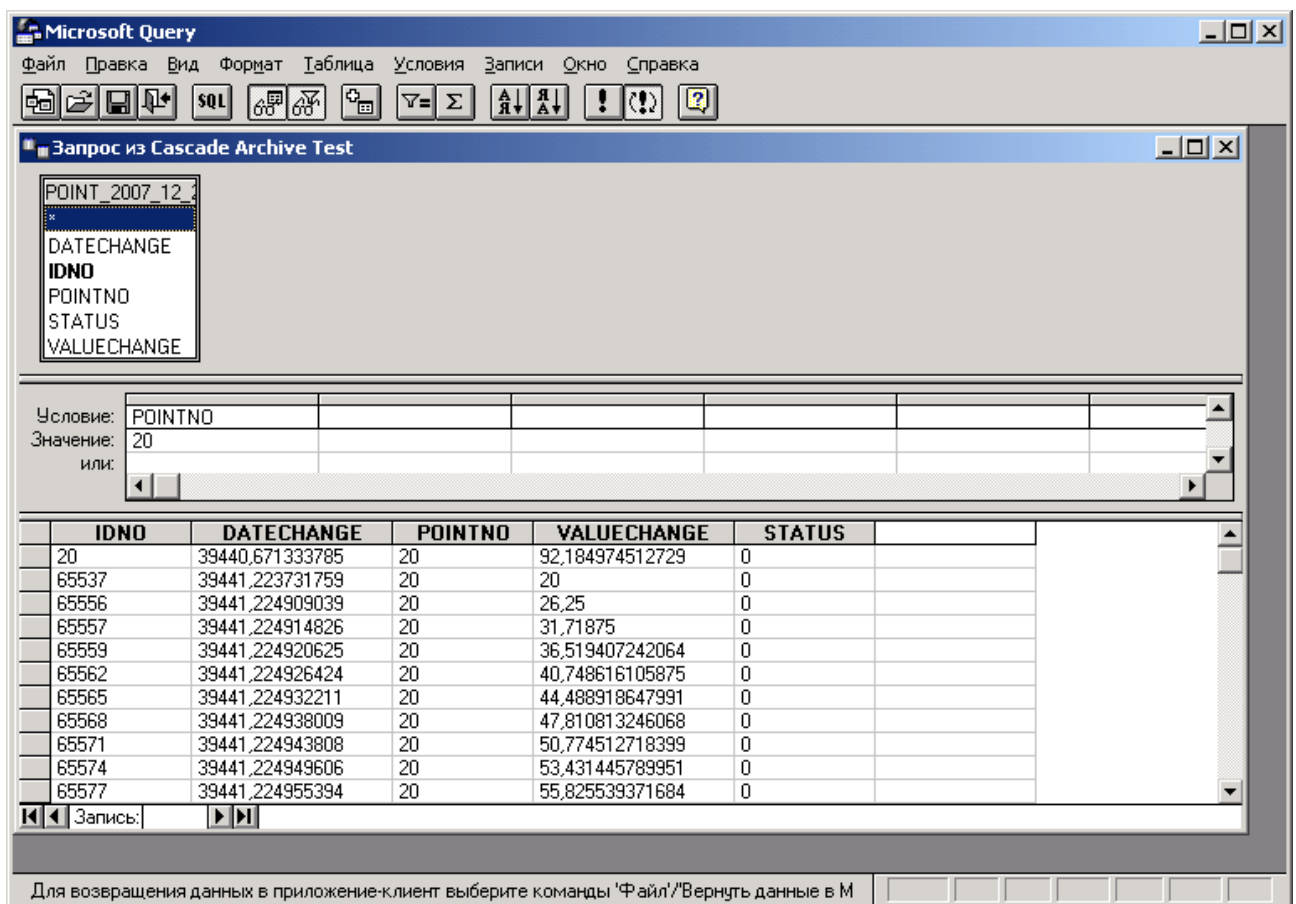 Microsoft Query
Файл Правка Вид Формат Таблица Условия Записи Окно Справка
SQL
Запрос из Cascade Archive Test
POINT_2007_12_2
*
DATECHANGE
IDNO
POINTNO
STATUS
VALUECHANGE
Условие: POINTNO
Значение: 20
или:
IDNO DATECHANGE POINTNO VALUECHANGE STATUS
20 39440,671333785 20 92,184974512729 0
65537 39441,223731759 20 20 0
65556 39441,224909039 20 26,25 0
65557 39441,224914826 20 31,71875 0
65559 39441,224920625 20 36,519407242064 0
65562 39441,224926424 20 40,748616105875 0
65565 39441,224932211 20 44,488918647991 0
65568 39441,224938009 20 47,810813246068 0
65571 39441,224943808 20 50,774512718399 0
65574 39441,224949606 20 53,431445789951 0
65577 39441,224955394 20 55,825539371684 0
Запись:
Для возвращения данных в приложение-клиент выберите команды 'Файл'/'Вернуть данные в M